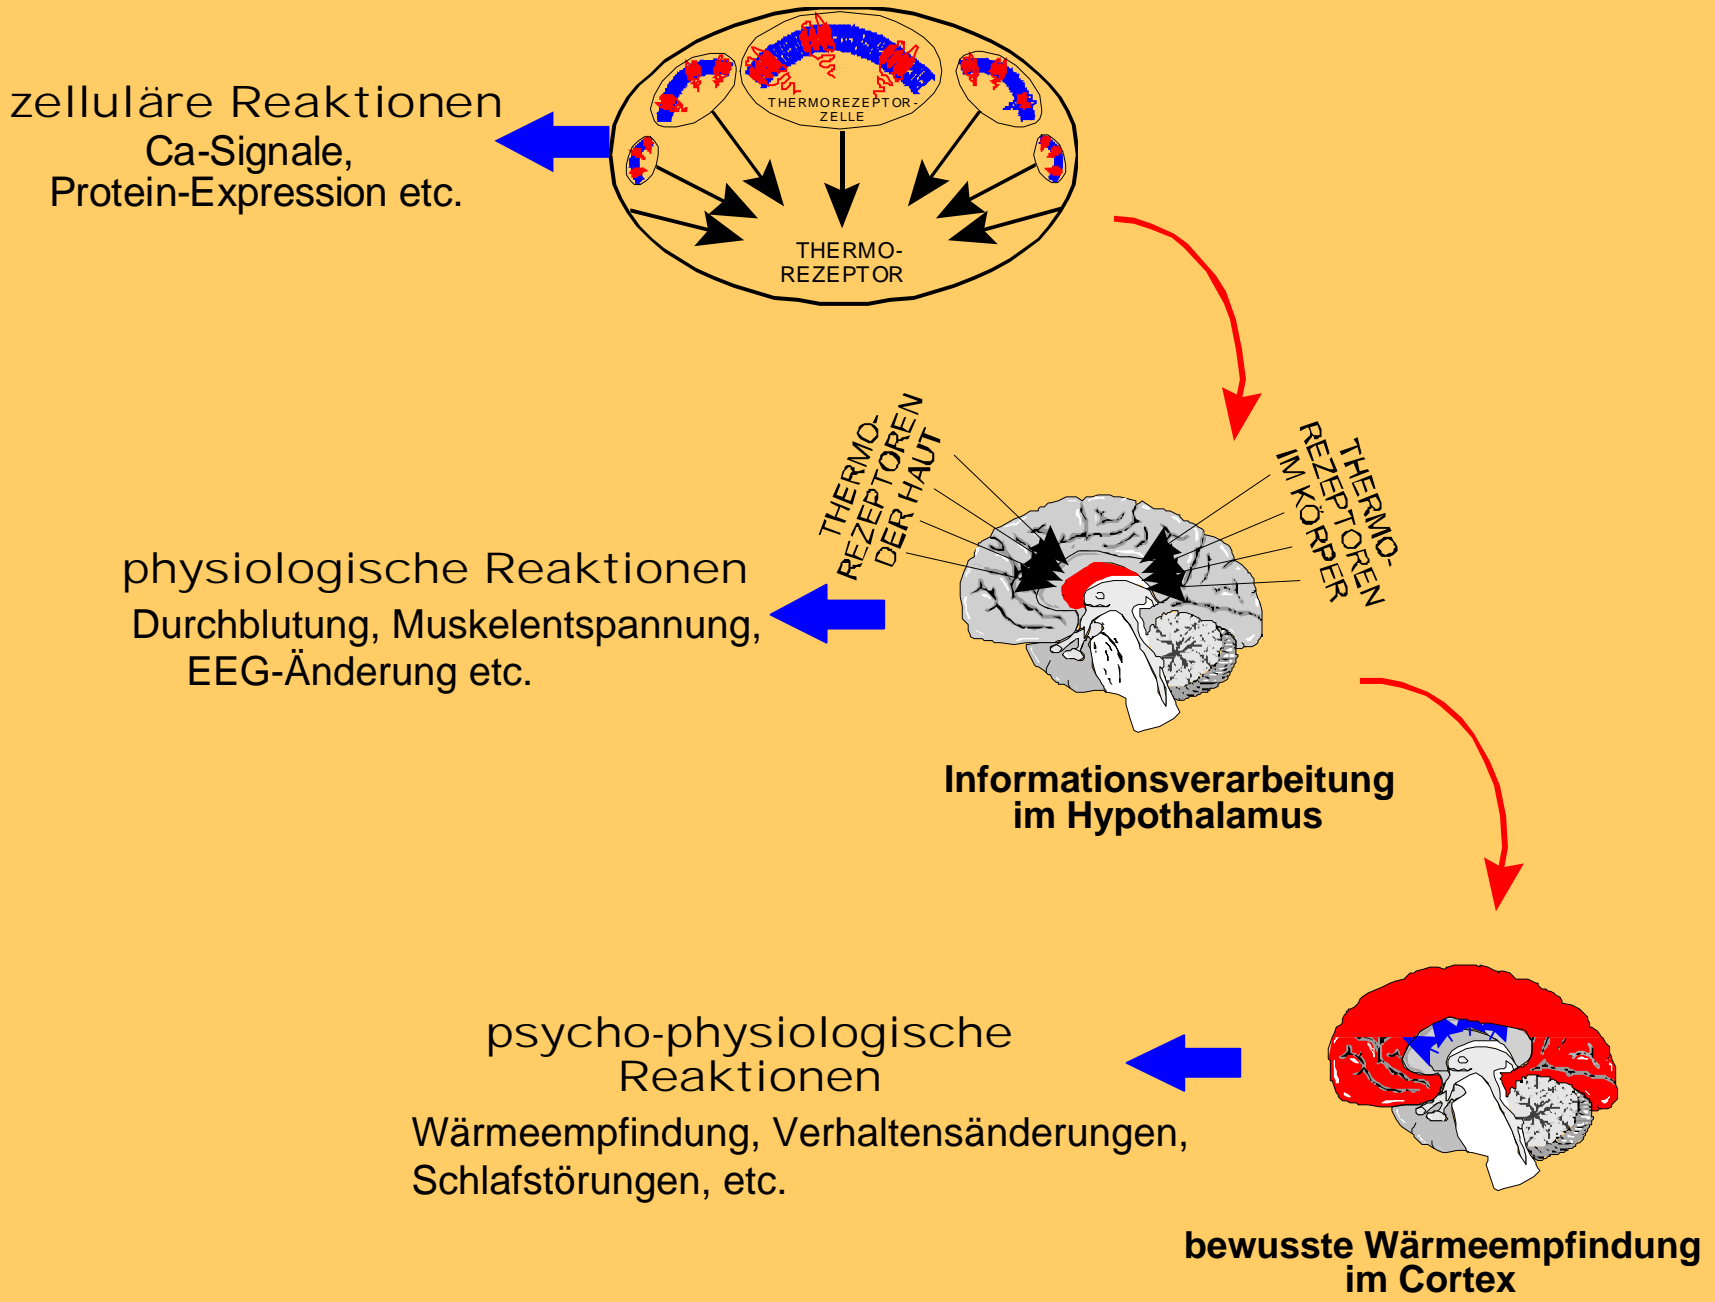 zelluläre Reaktionen
Ca-Signale,
Protein-Expression etc.
THERMOREZEPTOR-
ZELLE
THERMO-
REZEPTOR
THERMO-
REZEPTOREN
DER HAUT
THERMO-
REZEPTOREN
IM KÖRPER
physiologische Reaktionen
Durchblutung, Muskelentspannung,
EEG-Änderung etc.
Informationsverarbeitung
im Hypothalamus
psycho-physiologische
Reaktionen
Wärmeempfindung, Verhaltensänderungen,
Schlafstörungen, etc.
bewusste Wärmeempfindung
im Cortex